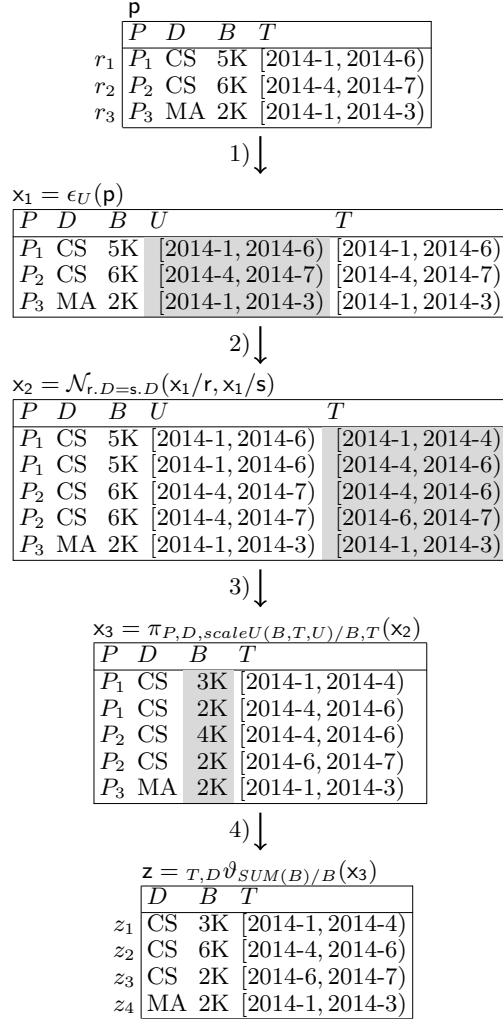 p
P D B T
r₁ P₁ CS 5K [2014-1, 2014-6)
r₂ P₂ CS 6K [2014-4, 2014-7)
r₃ P₃ MA 2K [2014-1, 2014-3)
1)
x₁ = ϵ_U(p)
P D B U T
P₁ CS 5K [2014-1, 2014-6) [2014-1, 2014-6)
P₂ CS 6K [2014-4, 2014-7) [2014-4, 2014-7)
P₃ MA 2K [2014-1, 2014-3) [2014-1, 2014-3)
2)
x₂ = 𝒩_{r.D=s.D}(x₁/r, x₁/s)
P D B U T
P₁ CS 5K [2014-1, 2014-6) [2014-1, 2014-4)
P₁ CS 5K [2014-1, 2014-6) [2014-4, 2014-6)
P₂ CS 6K [2014-4, 2014-7) [2014-4, 2014-6)
P₂ CS 6K [2014-4, 2014-7) [2014-6, 2014-7)
P₃ MA 2K [2014-1, 2014-3) [2014-1, 2014-3)
3)
x₃ = π_{P,D,scaleU(B,T,U)/B,T}(x₂)
P D B T
P₁ CS 3K [2014-1, 2014-4)
P₁ CS 2K [2014-4, 2014-6)
P₂ CS 4K [2014-4, 2014-6)
P₂ CS 2K [2014-6, 2014-7)
P₃ MA 2K [2014-1, 2014-3)
4)
z = _{T,D}ϑ_{SUM(B)/B}(x₃)
D B T
z₁ CS 3K [2014-1, 2014-4)
z₂ CS 6K [2014-4, 2014-6)
z₃ CS 2K [2014-6, 2014-7)
z₄ MA 2K [2014-1, 2014-3)